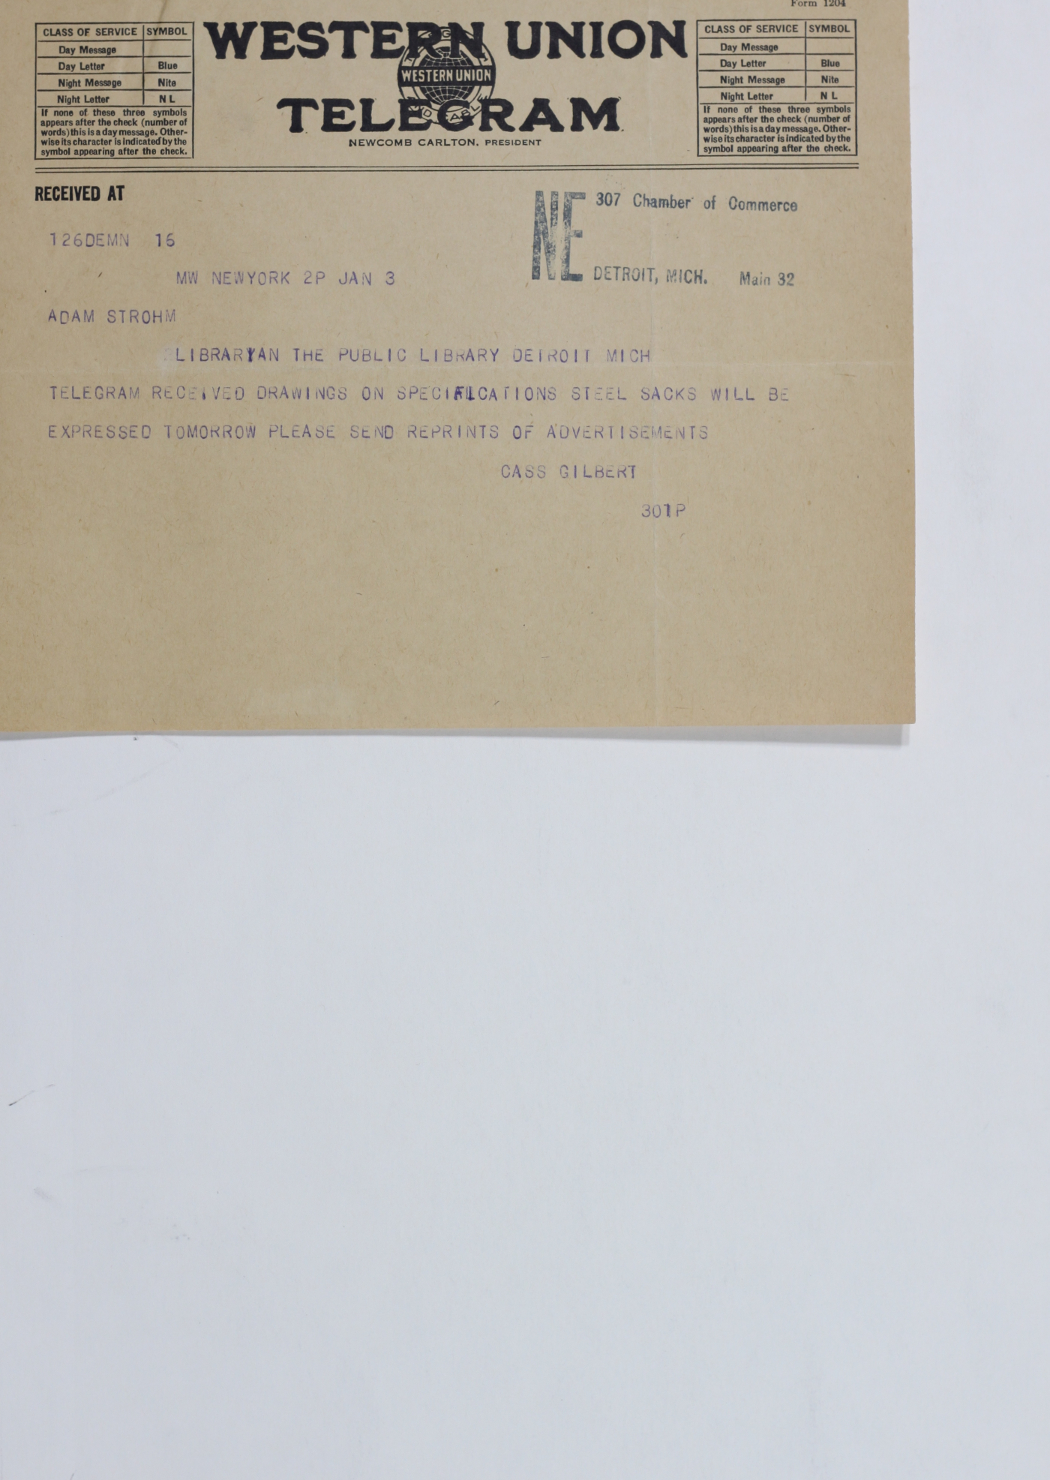 Form 1204
CLASS OF SERVICE SYMBOL
Day Message
Day Letter Blue
Night Message Nite
Night Letter N L
If none of these three symbols
appears after the check (number of
words) this is a day message. Other-
wise its character is indicated by the
symbol appearing after the check.
WESTERN UNION
WESTERN UNION
TELEGRAM
NEWCOMB CARLTON, PRESIDENT
CLASS OF SERVICE SYMBOL
Day Message
Day Letter Blue
Night Message Nite
Night Letter N L
If none of these three symbols
appears after the check (number of
words) this is a day message. Other-
wise its character is indicated by the
symbol appearing after the check.
RECEIVED AT
NE 307 Chamber of Commerce
DETROIT, MICH. Main 32
126DEMN 16
MW NEWYORK 2P JAN 3
ADAM STROHM
LIBRARYAN THE PUBLIC LIBRARY DETROIT MICH
TELEGRAM RECEIVED DRAWINGS ON SPECIFICATIONS STEEL SACKS WILL BE
EXPRESSED TOMORROW PLEASE SEND REPRINTS OF ADVERTISEMENTS
CASS GILBERT
301P